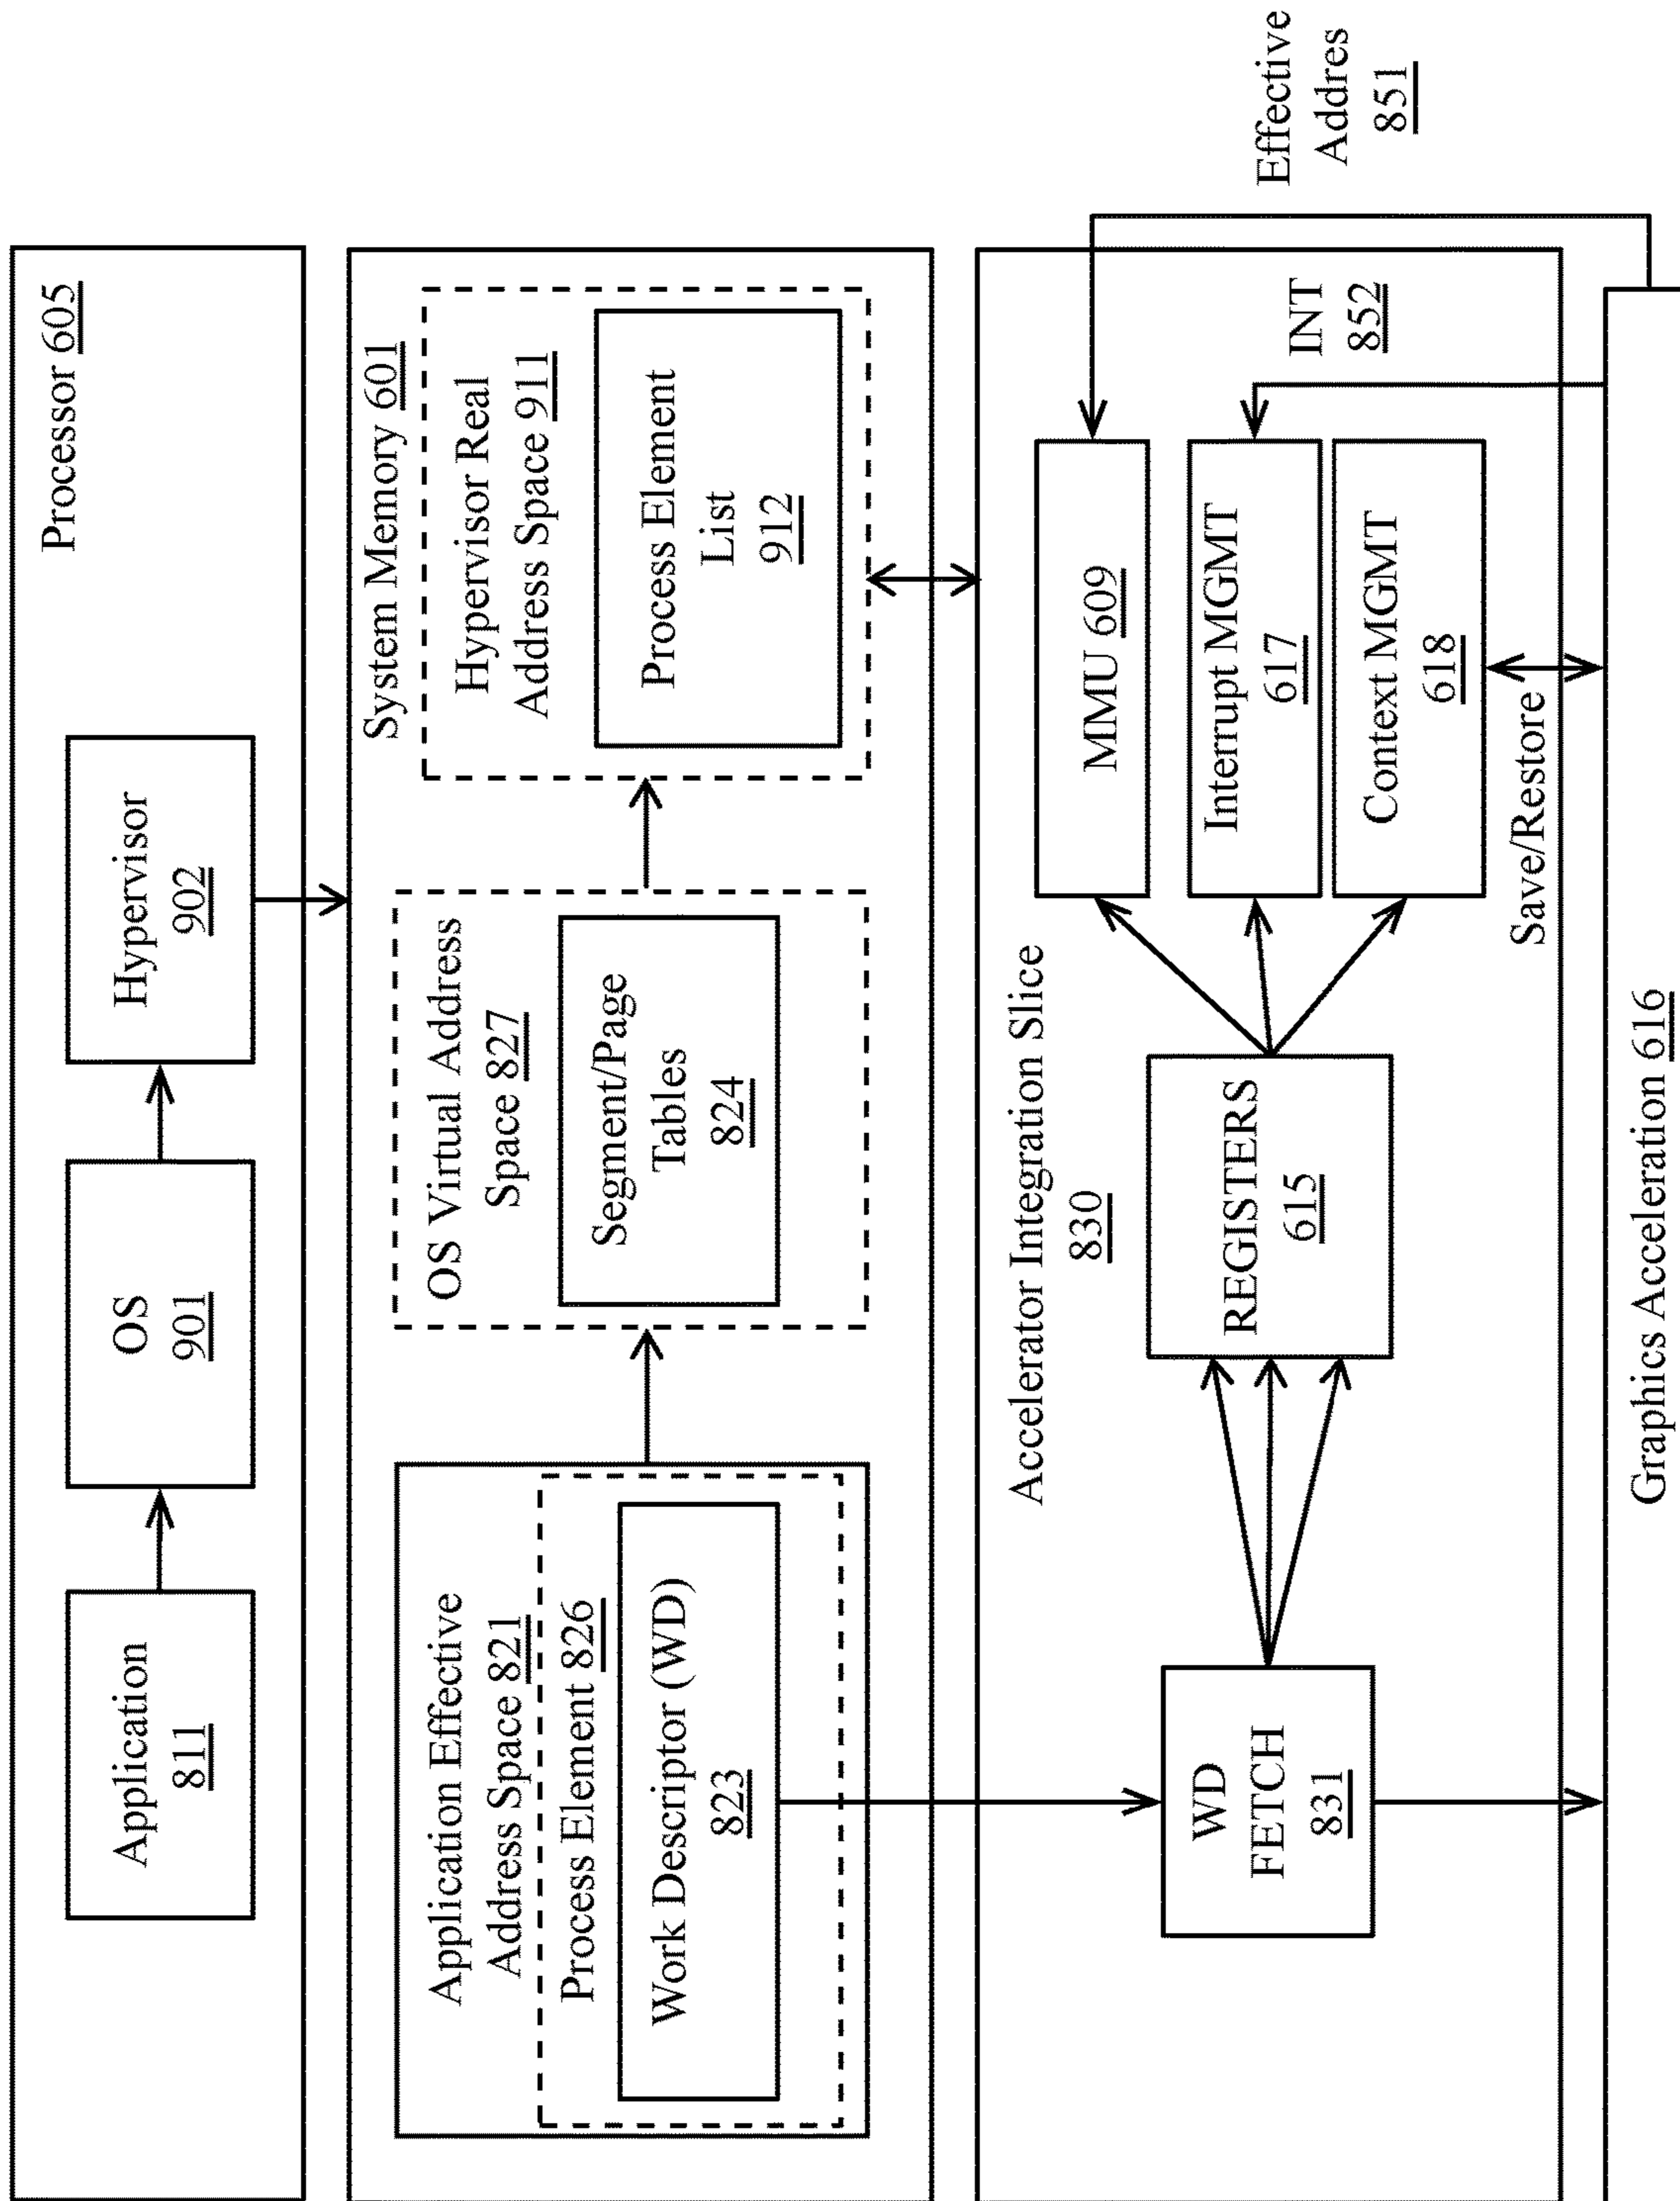 Processor 605
Application
811
OS
901
Hypervisor
902
System Memory 601
Application Effective
Address Space 821
Process Element 826
Work Descriptor (WD)
823
OS Virtual Address
Space 827
Segment/Page
Tables
824
Hypervisor Real
Address Space 911
Process Element
List
912
Accelerator Integration Slice
830
WD
FETCH
831
REGISTERS
615
MMU 609
Interrupt MGMT
617
Context MGMT
618
INT
852
Effective
Addres
851
Save/Restore
Graphics Acceleration 616